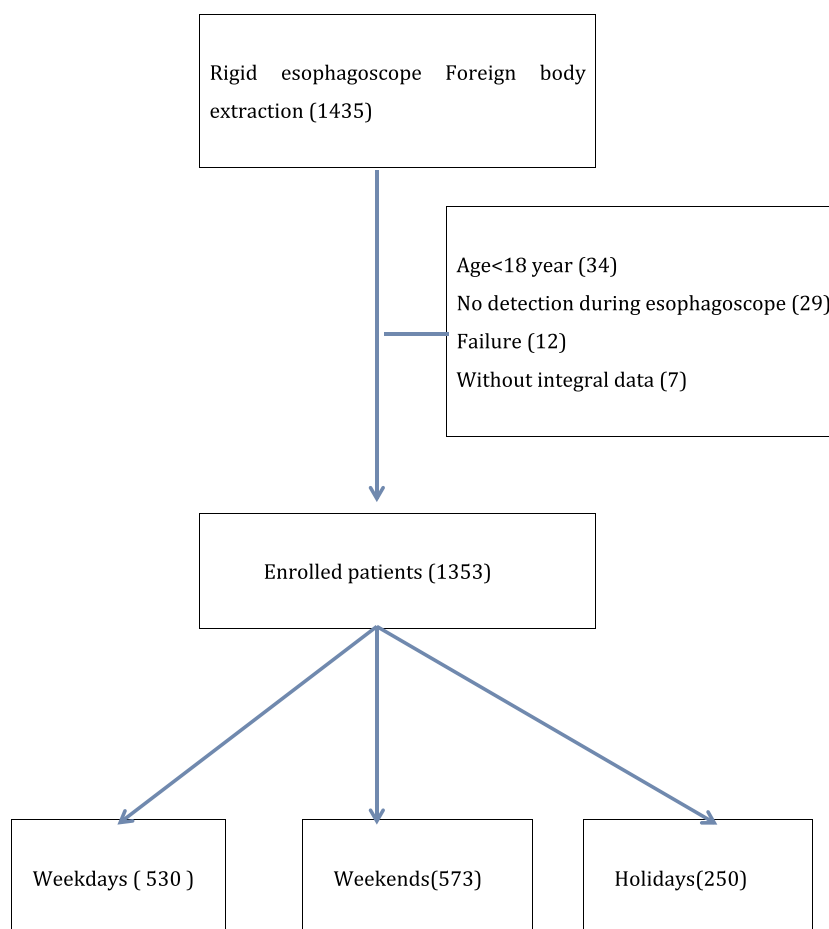 Rigid esophagoscope Foreign body
extraction (1435)
Age<18 year (34)
No detection during esophagoscope (29)
Failure (12)
Without integral data (7)
Enrolled patients (1353)
Weekdays ( 530 )
Weekends(573)
Holidays(250)